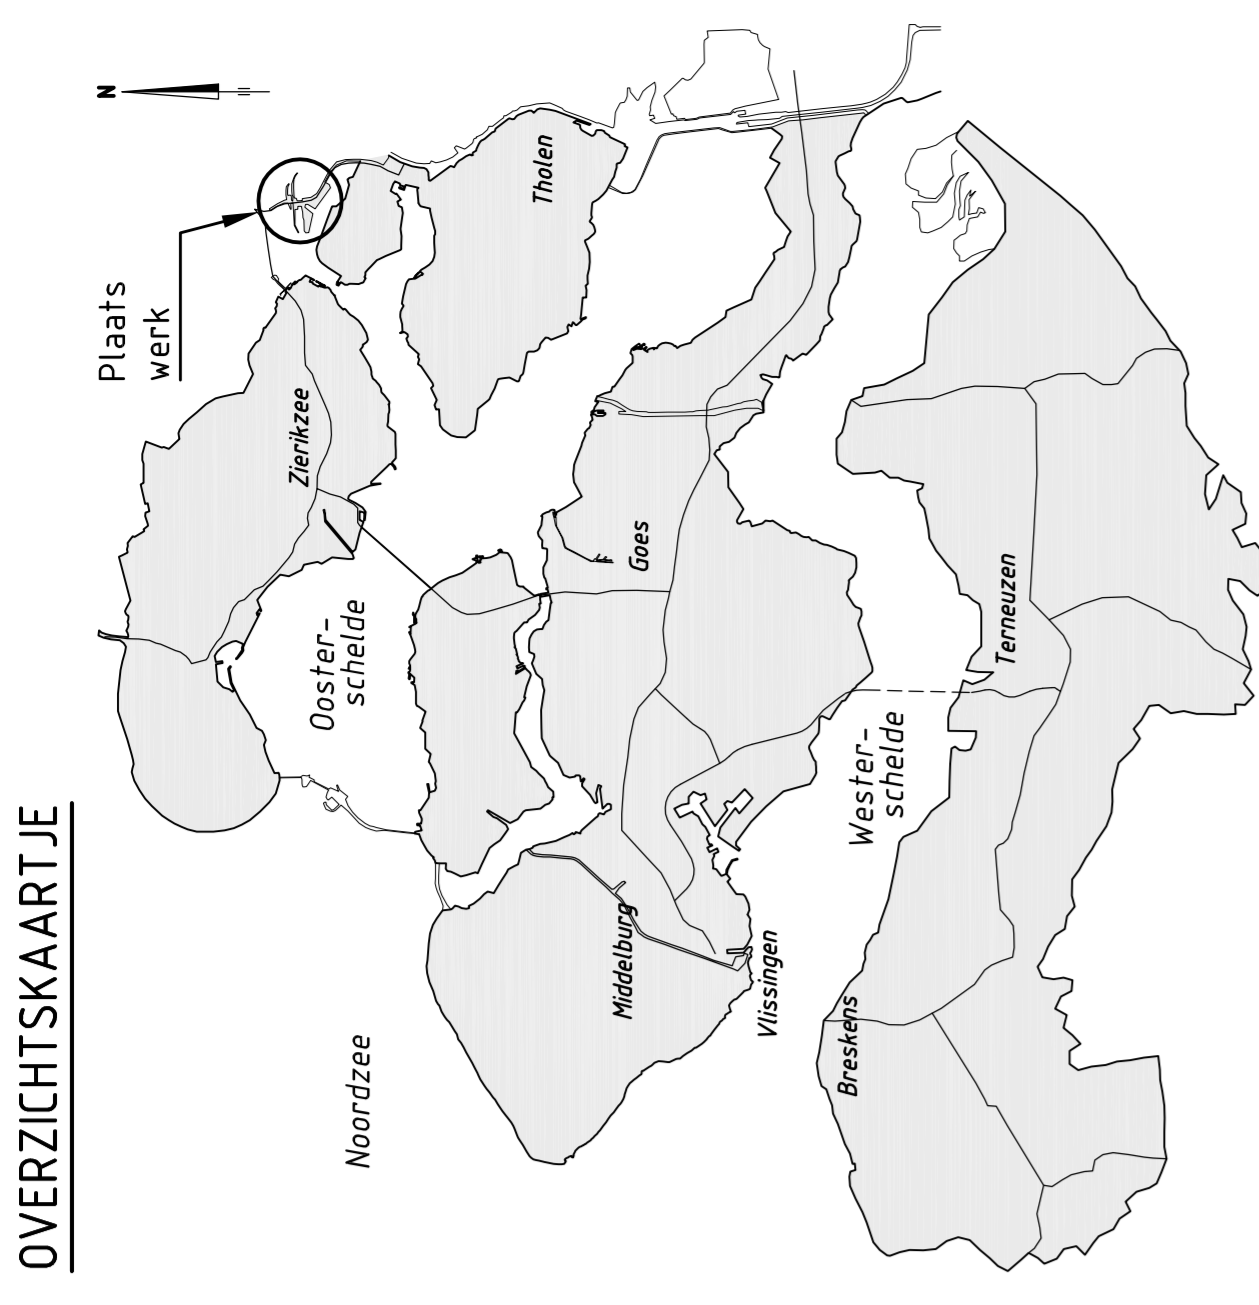 OVERZICHTSKAARTJE
N
Plaats
werk
Zierikzee
Tholen
Ooster-
schelde
Noordzee
Goes
Middelburg
Vlissingen
Wester-
schelde
Terneuzen
Breskens